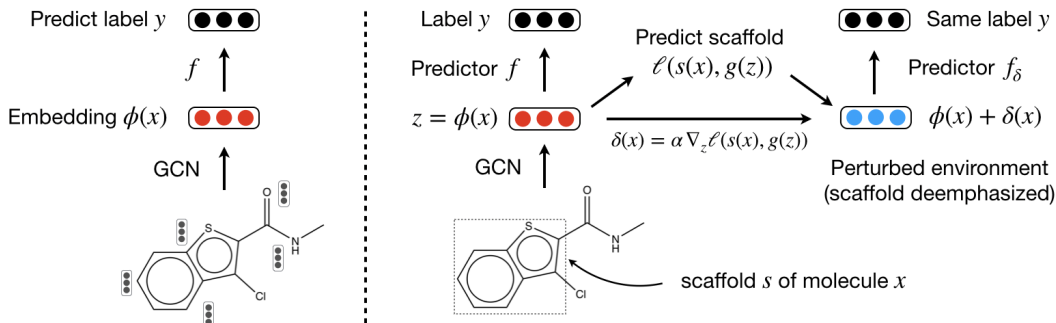 Predict label y
f
Embedding ϕ(x)
GCN
O
S
N
H
Cl
Label y
Predictor f
z = ϕ(x)
GCN
Predict scaffold
ℓ(s(x), g(z))
δ(x) = α ∇_z ℓ(s(x), g(z))
Same label y
Predictor f_δ
ϕ(x) + δ(x)
Perturbed environment
(scaffold deemphasized)
O
S
N
H
Cl
scaffold s of molecule x